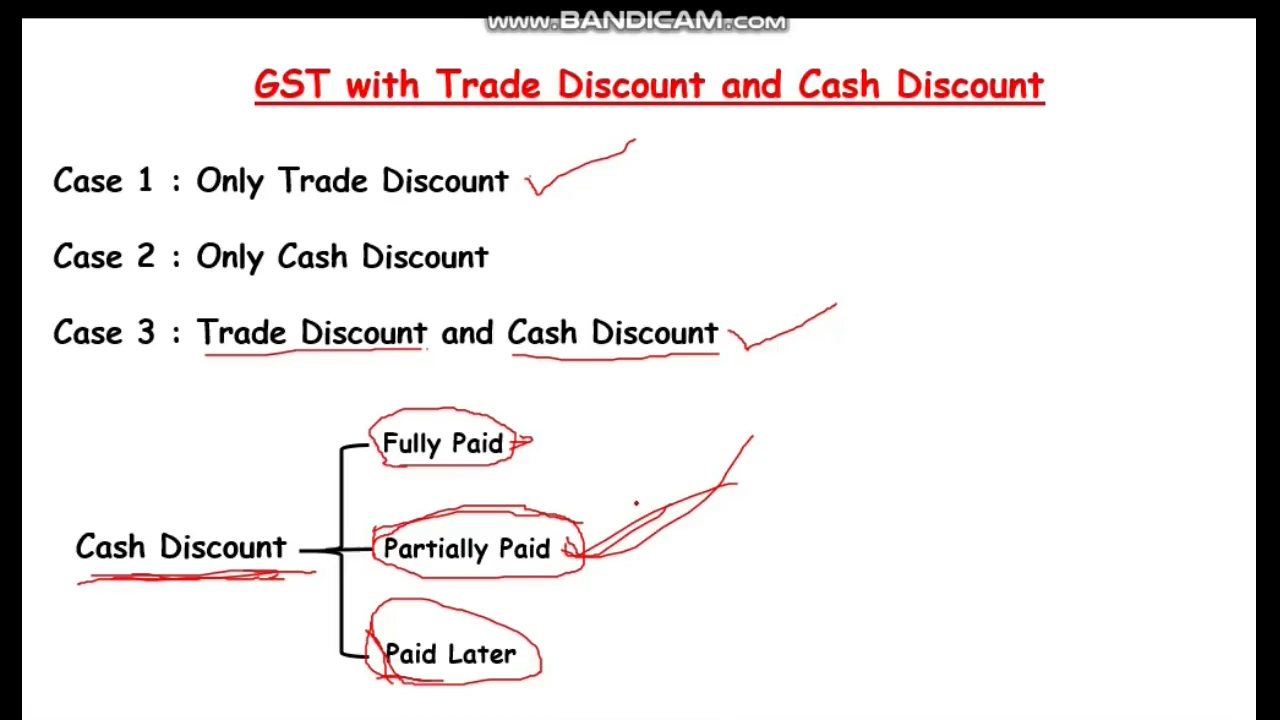 www.BANDICAM.com
GST with Trade Discount and Cash Discount
Case 1 : Only Trade Discount
Case 2 : Only Cash Discount
Case 3 : Trade Discount and Cash Discount
Fully Paid
Cash Discount
Partially Paid
Paid Later